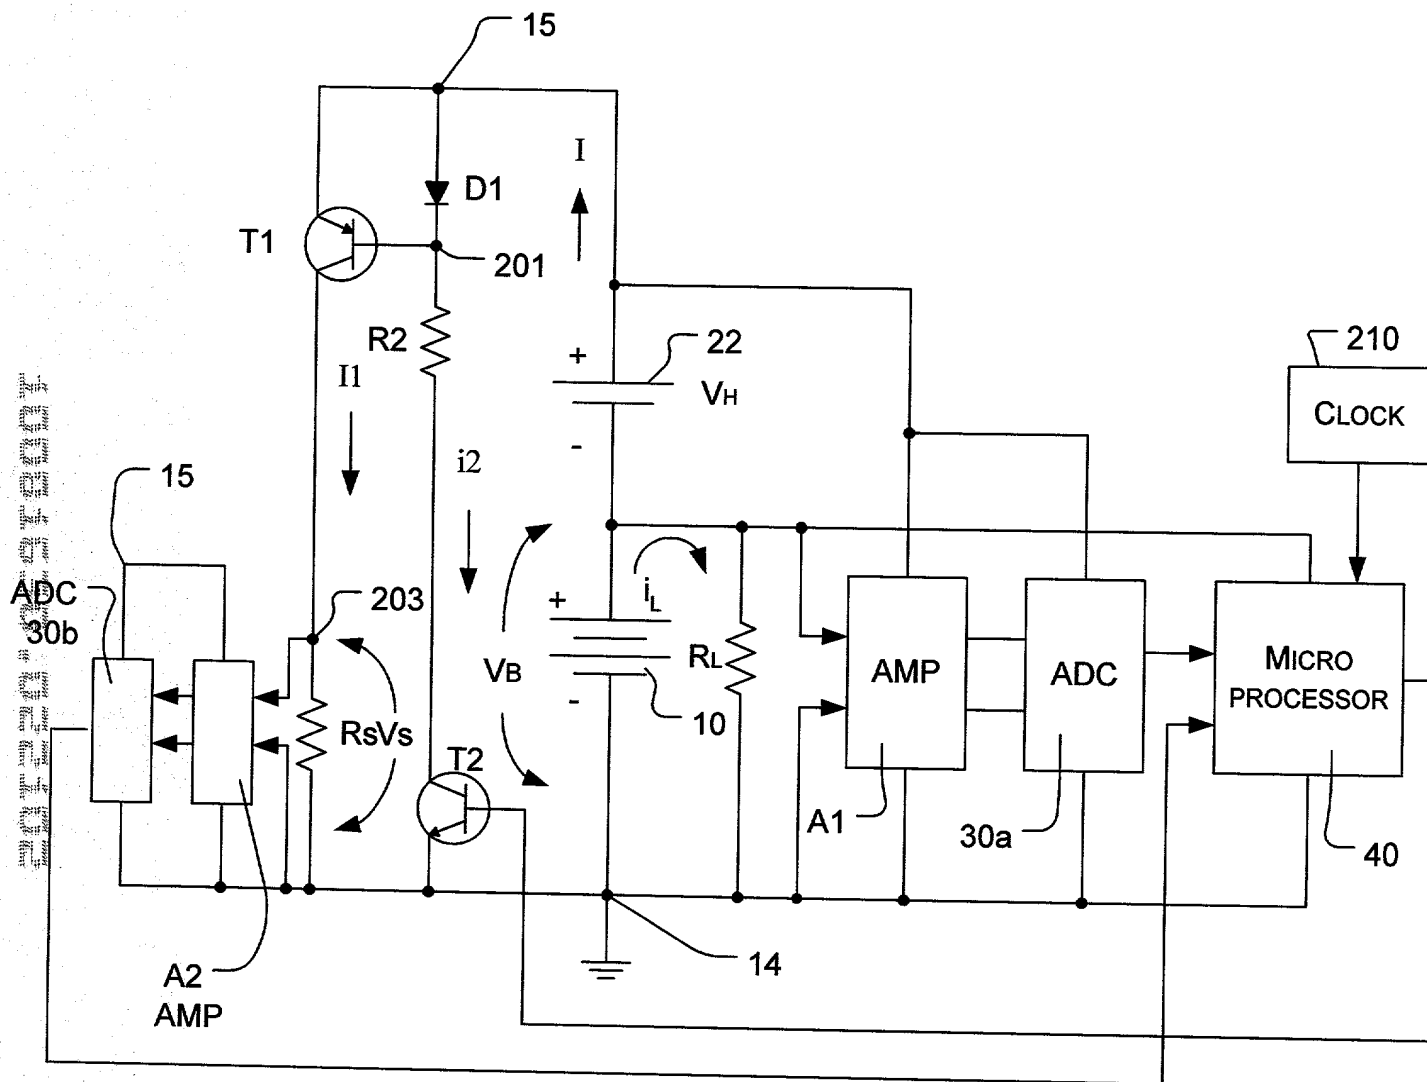 15
I
D1
T1
201
R2
22
210
+
VH
I1
CLOCK
-
i2
15
ADC
30b
203
+
iL
VB
RL
AMP
ADC
MICRO
PROCESSOR
RsVs
-
10
T2
A1
30a
40
14
A2
AMP